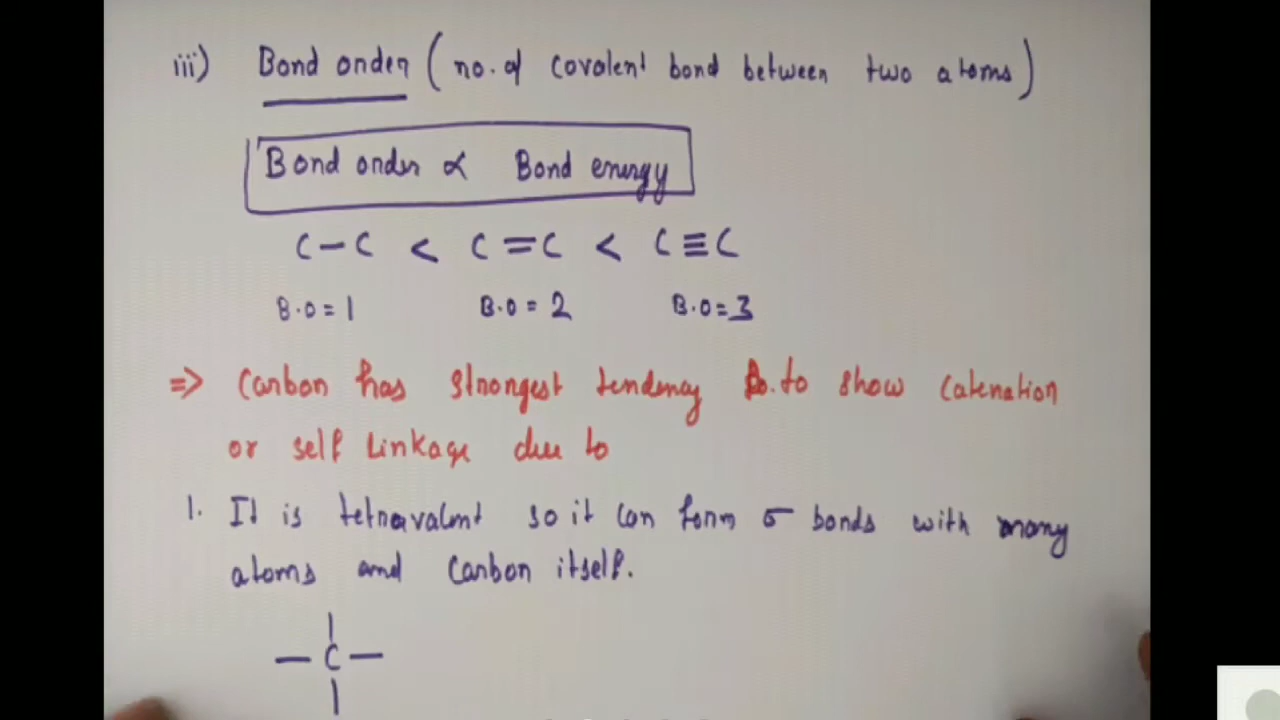 iii) Bond order (no. of covalent bond between two atoms)
Bond order ∝ Bond energy
C-C < C=C < C≡C
B.O=1 B.O=2 B.O=3
=> Carbon has strongest tendency to to show Catenation
or self Linkage due to
1. It is tetravalent so it can form σ bonds with many
atoms and Carbon itself.
C